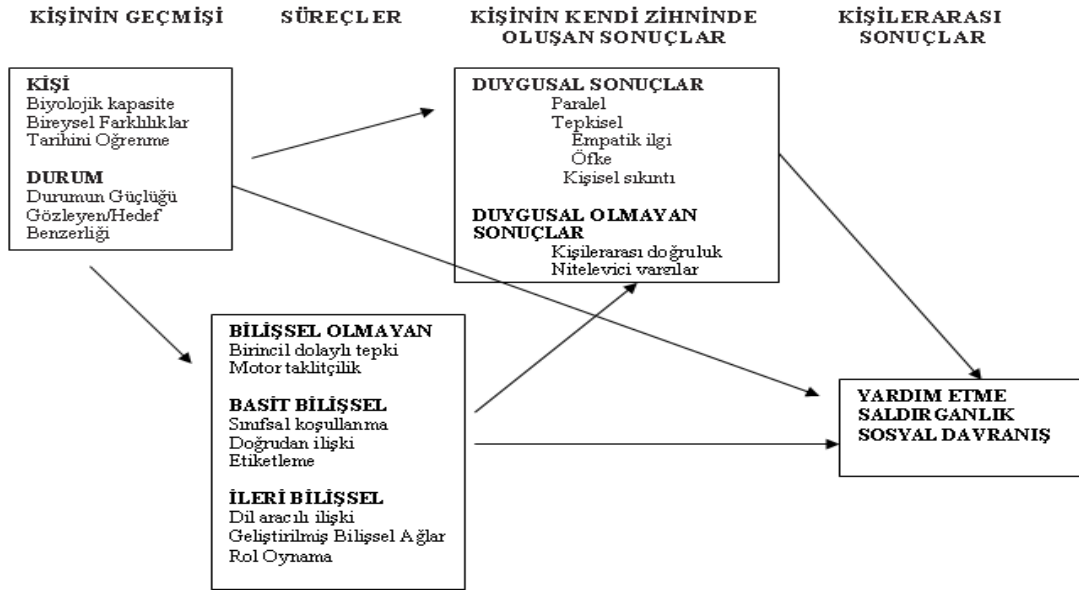 KİŞİNİN GEÇMİŞİ
SÜREÇLER
KİŞİNİN KENDİ ZİHNİNDE
OLUŞAN SONUÇLAR
KİŞİLERARASI
SONUÇLAR
KİŞİ
Biyolojik kapasite
Bireysel Farklılıklar
Tarihini Öğrenme
DURUM
Durumun Güçlüğü
Gözleyen/Hedef
Benzerliği
BİLİŞSEL OLMAYAN
Birincil dolaylı tepki
Motor taklitçilik
BASİT BİLİŞSEL
Sınıfsal koşullanma
Doğrudan ilişki
Etiketleme
İLERİ BİLİŞSEL
Dil aracılı ilişki
Geliştirilmiş Bilişsel Ağlar
Rol Oynama
DUYGUSAL SONUÇLAR
Paralel
Tepkisel
Empatik ilgi
Öfke
Kişisel sıkıntı
DUYGUSAL OLMAYAN
SONUÇLAR
Kişilerarası doğruluk
Niteleyici yargılar
YARDIM ETME
SALDIRGANLIK
SOSYAL DAVRANIŞ